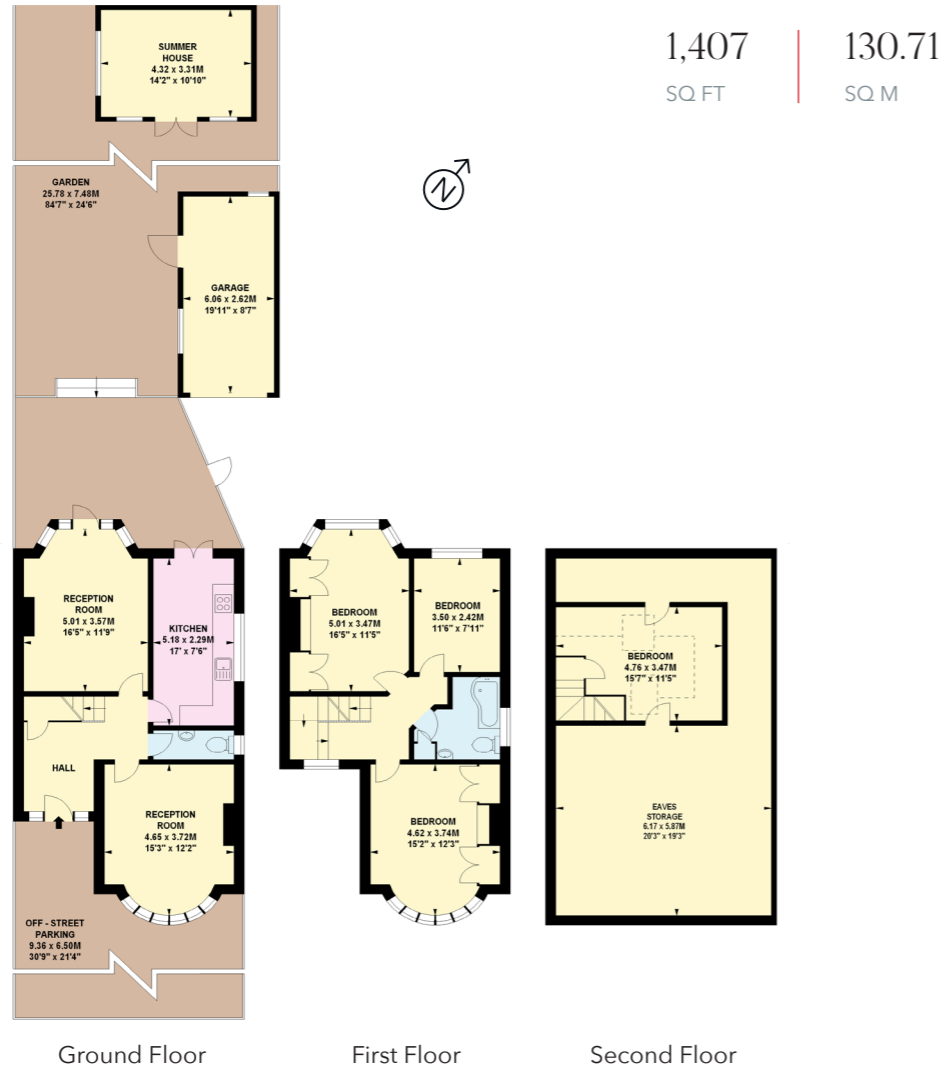 1,407
SQ FT
130.71
SQ M
SUMMER
HOUSE
4.32 x 3.31M
14'2" x 10'10"
N
GARDEN
25.78 x 7.48M
84'7" x 24'6"
GARAGE
6.06 x 2.62M
19'11" x 8'7"
RECEPTION
ROOM
5.01 x 3.57M
16'5" x 11'9"
KITCHEN
5.18 x 2.29M
17' x 7'6"
HALL
RECEPTION
ROOM
4.65 x 3.72M
15'3" x 12'2"
OFF - STREET
PARKING
9.36 x 6.50M
30'9" x 21'4"
Ground Floor
BEDROOM
5.01 x 3.47M
16'5" x 11'5"
BEDROOM
3.50 x 2.42M
11'6" x 7'11"
BEDROOM
4.62 x 3.74M
15'2" x 12'3"
First Floor
BEDROOM
4.76 x 3.47M
15'7" x 11'5"
EAVES
STORAGE
6.17 x 5.87M
20'3" x 19'3"
Second Floor